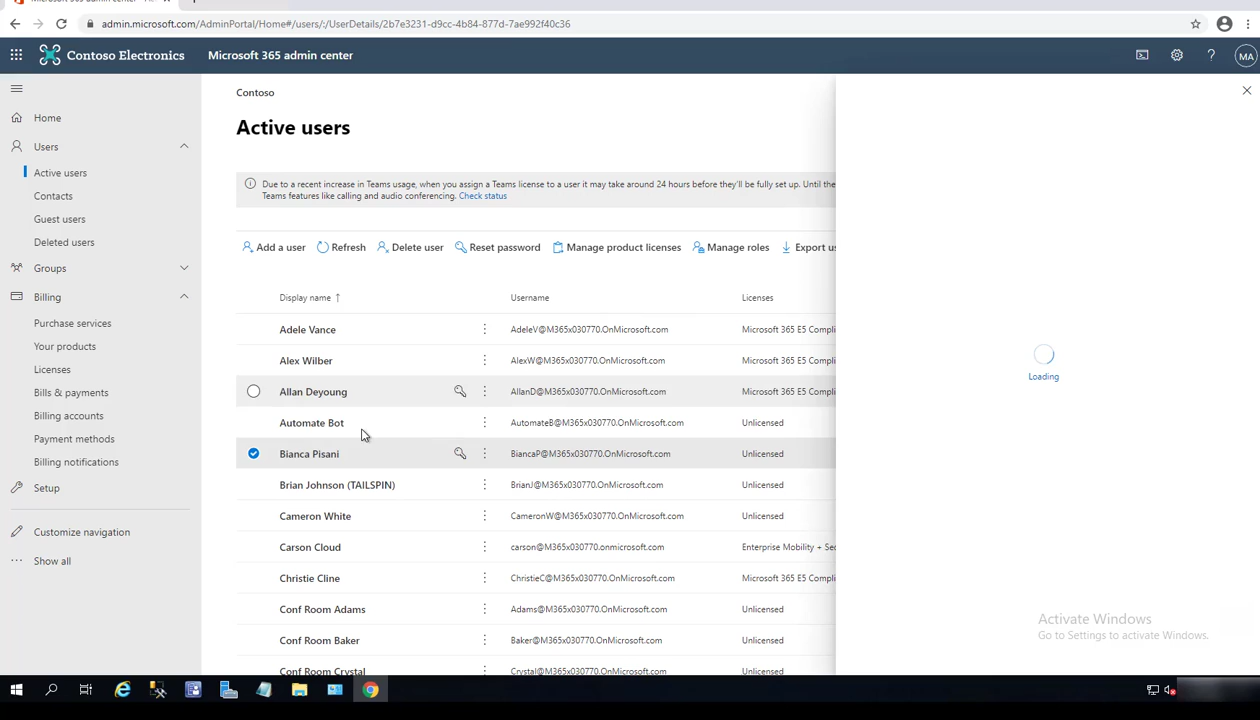 admin.microsoft.com/AdminPortal/Home#/users/:/UserDetails/2b7e3231-d9cc-4b84-877d-7ae992f40c36
Contoso Electronics
Microsoft 365 admin center
MA
Home
Users
Active users
Contacts
Guest users
Deleted users
Groups
Billing
Purchase services
Your products
Licenses
Bills & payments
Billing accounts
Payment methods
Billing notifications
Setup
Customize navigation
Show all
Contoso
Active users
Due to a recent increase in Teams usage, when you assign a Teams license to a user it may take around 24 hours before they'll be fully set up. Until the
Teams features like calling and audio conferencing. Check status
Add a user Refresh Delete user Reset password Manage product licenses Manage roles Export us
Display name ↑ Username Licenses
Adele Vance AdeleV@M365x030770.OnMicrosoft.com Microsoft 365 E5 Compli
Alex Wilber AlexW@M365x030770.OnMicrosoft.com Microsoft 365 E5 Compli
Allan Deyoung AllanD@M365x030770.OnMicrosoft.com Microsoft 365 E5 Compli
Automate Bot AutomateB@M365x030770.OnMicrosoft.com Unlicensed
Bianca Pisani BiancaP@M365x030770.OnMicrosoft.com Unlicensed
Brian Johnson (TAILSPIN) BrianJ@M365x030770.OnMicrosoft.com Unlicensed
Cameron White CameronW@M365x030770.OnMicrosoft.com Unlicensed
Carson Cloud carson@M365x030770.onmicrosoft.com Enterprise Mobility + Sec
Christie Cline ChristieC@M365x030770.OnMicrosoft.com Microsoft 365 E5 Compli
Conf Room Adams Adams@M365x030770.OnMicrosoft.com Unlicensed
Conf Room Baker Baker@M365x030770.OnMicrosoft.com Unlicensed
Conf Room Crystal Crystal@M365x030770.OnMicrosoft.com Unlicensed
Loading
Activate Windows
Go to Settings to activate Windows.